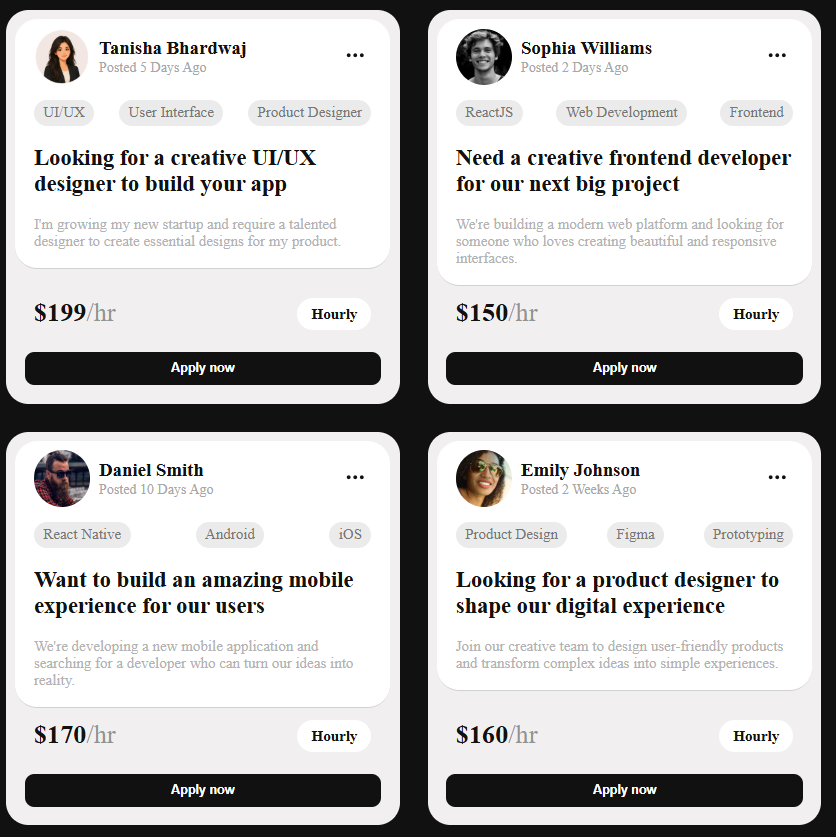 Tanisha Bhardwaj
Posted 5 Days Ago
UI/UX User Interface Product Designer
Looking for a creative UI/UX
designer to build your app
I'm growing my new startup and require a talented
designer to create essential designs for my product.
$199/hr Hourly
Apply now
Sophia Williams
Posted 2 Days Ago
ReactJS Web Development Frontend
Need a creative frontend developer
for our next big project
We're building a modern web platform and looking for
someone who loves creating beautiful and responsive
interfaces.
$150/hr Hourly
Apply now
Daniel Smith
Posted 10 Days Ago
React Native Android iOS
Want to build an amazing mobile
experience for our users
We're developing a new mobile application and
searching for a developer who can turn our ideas into
reality.
$170/hr Hourly
Apply now
Emily Johnson
Posted 2 Weeks Ago
Product Design Figma Prototyping
Looking for a product designer to
shape our digital experience
Join our creative team to design user-friendly products
and transform complex ideas into simple experiences.
$160/hr Hourly
Apply now